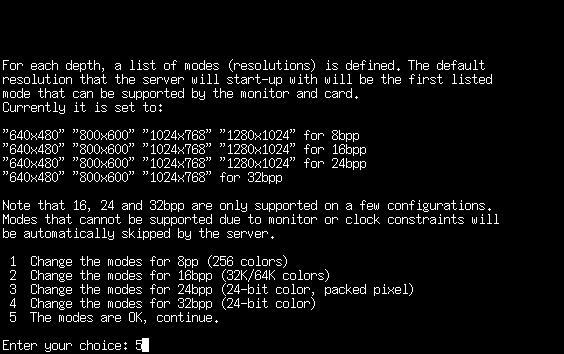 For each depth, a list of modes (resolutions) is defined. The default
resolution that the server will start-up with will be the first listed
mode that can be supported by the monitor and card.
Currently it is set to:
"640x480" "800x600" "1024x768" "1280x1024" for 8bpp
"640x480" "800x600" "1024x768" "1280x1024" for 16bpp
"640x480" "800x600" "1024x768" "1280x1024" for 24bpp
"640x480" "800x600" "1024x768" for 32bpp
Note that 16, 24 and 32bpp are only supported on a few configurations.
Modes that cannot be supported due to monitor or clock constraints will
be automatically skipped by the server.
1 Change the modes for 8pp (256 colors)
2 Change the modes for 16bpp (32K/64K colors)
3 Change the modes for 24bpp (24-bit color, packed pixel)
4 Change the modes for 32bpp (24-bit color)
5 The modes are OK, continue.
Enter your choice: 5